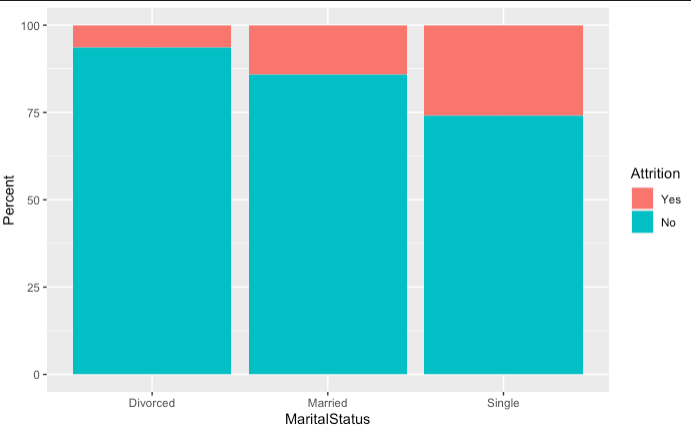 100
75
50
25
0
Percent
Divorced
Married
Single
MaritalStatus
Attrition
Yes
No